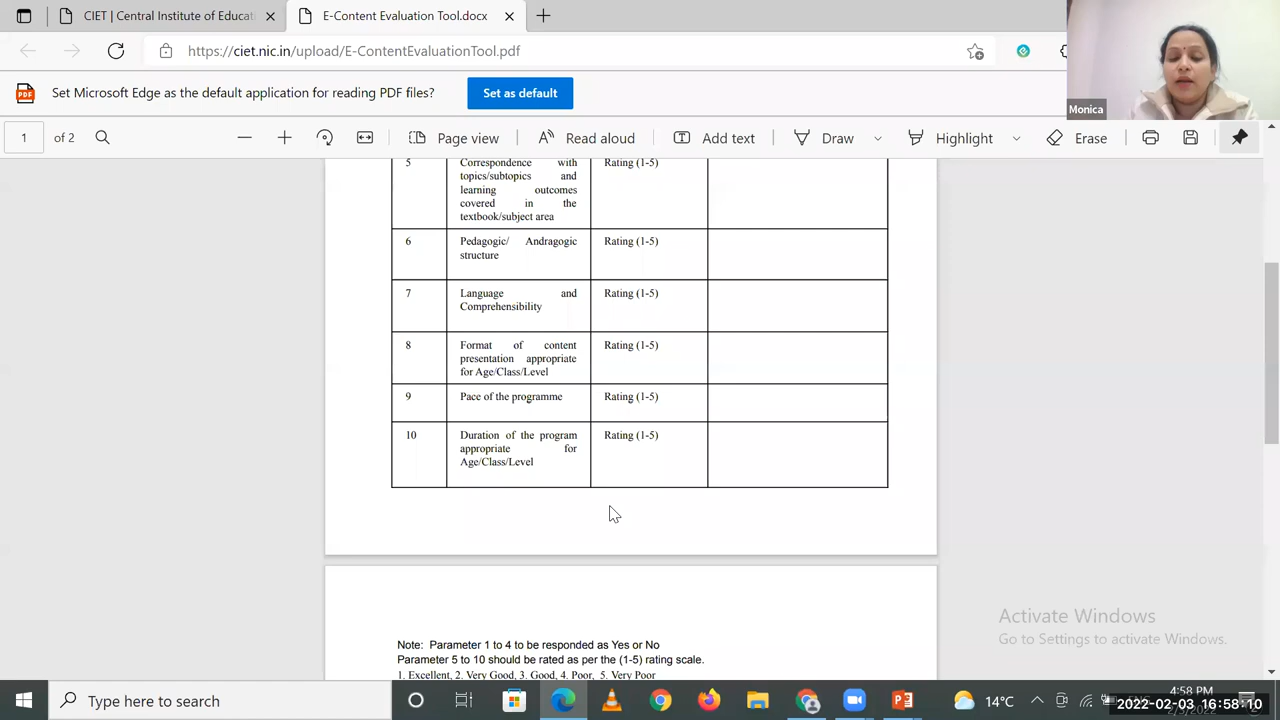 CIET | Central Institute of Educati
E-Content Evaluation Tool.docx
https://ciet.nic.in/upload/E-ContentEvaluationTool.pdf
Set Microsoft Edge as the default application for reading PDF files?
Set as default
Monica
1 of 2
Page view
Read aloud
Add text
Draw
Highlight
Erase
5 Correspondence with Rating (1-5)
topics/subtopics and
learning outcomes
covered in the
textbook/subject area
6 Pedagogic/ Andragogic Rating (1-5)
structure
7 Language and Rating (1-5)
Comprehensibility
8 Format of content Rating (1-5)
presentation appropriate
for Age/Class/Level
9 Pace of the programme Rating (1-5)
10 Duration of the program Rating (1-5)
appropriate for
Age/Class/Level
Note: Parameter 1 to 4 to be responded as Yes or No
Parameter 5 to 10 should be rated as per the (1-5) rating scale.
1. Excellent, 2. Very Good, 3. Good, 4. Poor, 5. Very Poor
Activate Windows
Go to Settings to activate Windows.
Type here to search
14°C
4:58 PM
2022-02-03 16:58:10